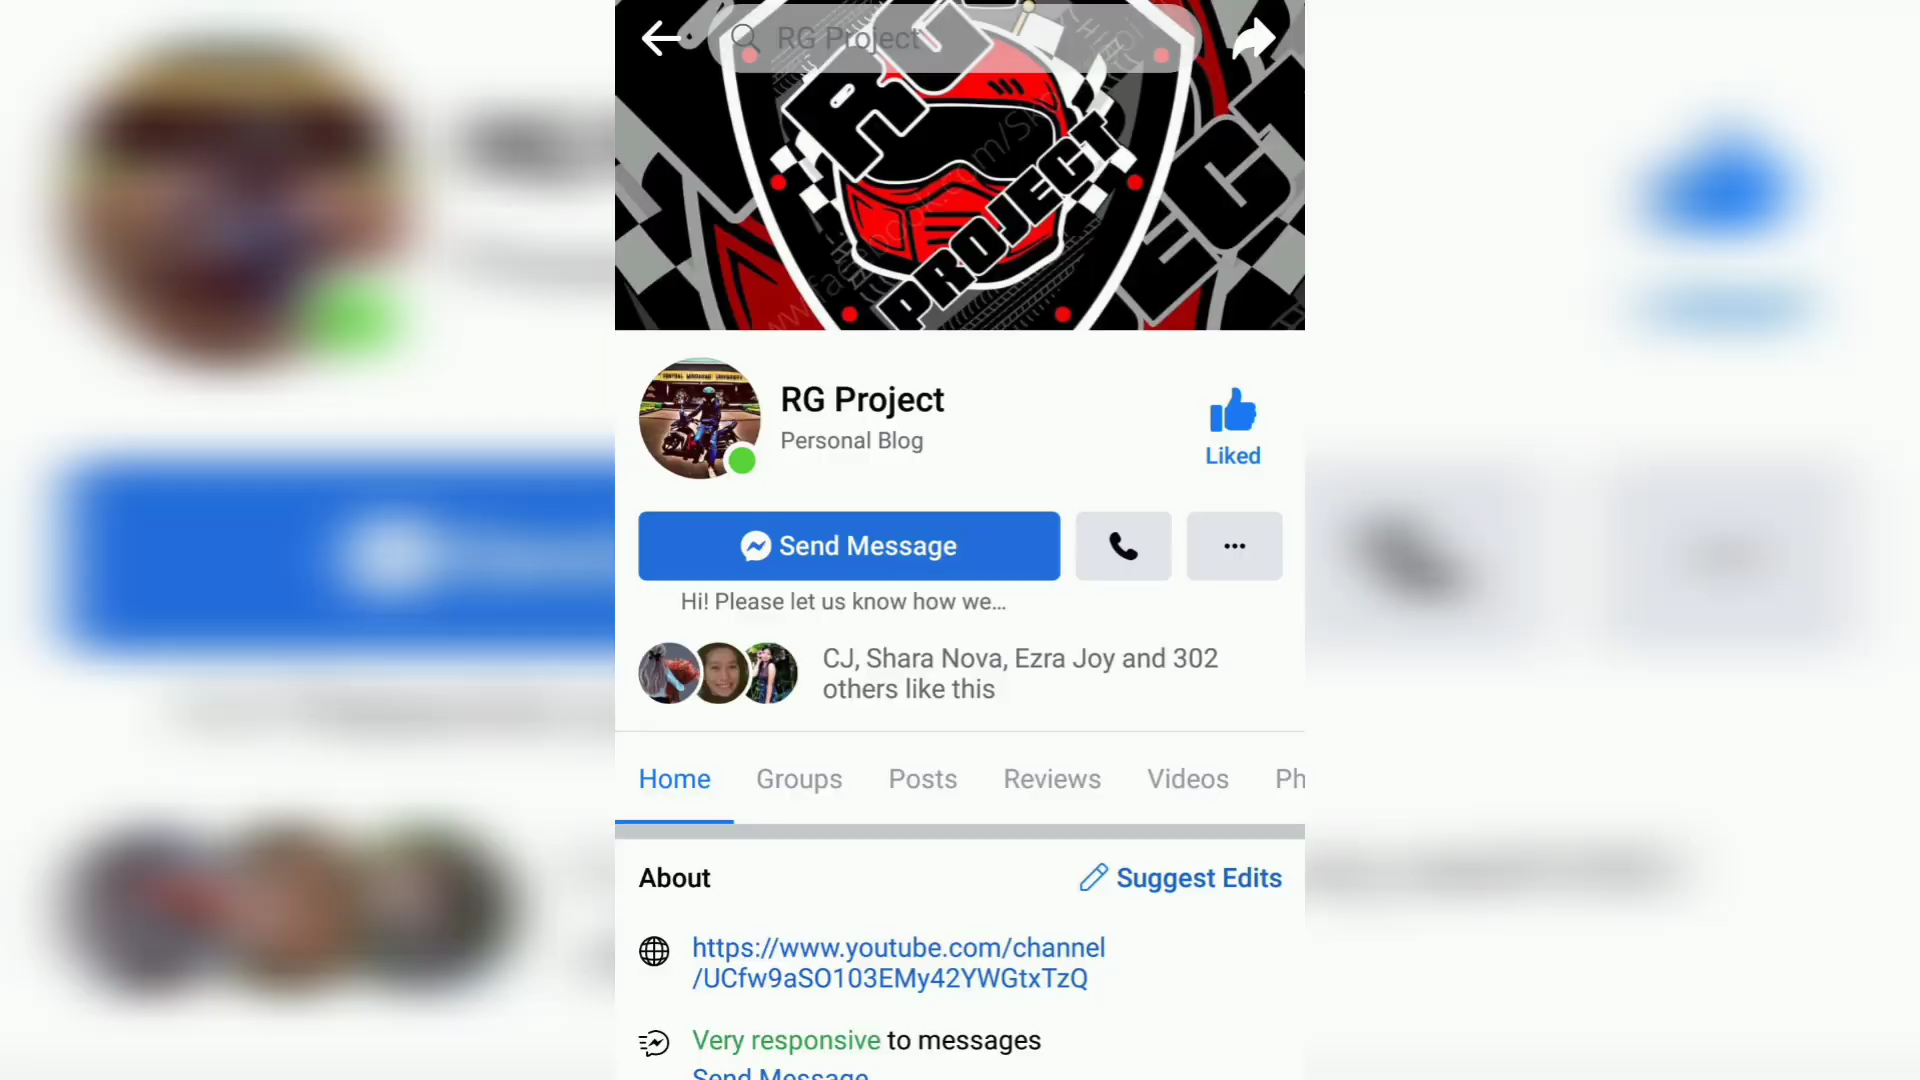 RG Project
RG
PROJECT
RG Project
Personal Blog
Liked
Send Message
Hi! Please let us know how we...
CJ, Shara Nova, Ezra Joy and 302
others like this
Home Groups Posts Reviews Videos Ph
About
Suggest Edits
https://www.youtube.com/channel
/UCfw9aSO103EMy42YWGtxTzQ
Very responsive to messages
Send Message